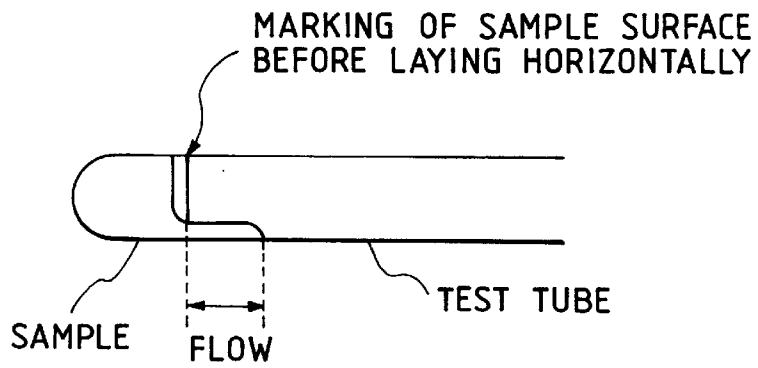 MARKING OF SAMPLE SURFACE
BEFORE LAYING HORIZONTALLY
TEST TUBE
SAMPLE
FLOW